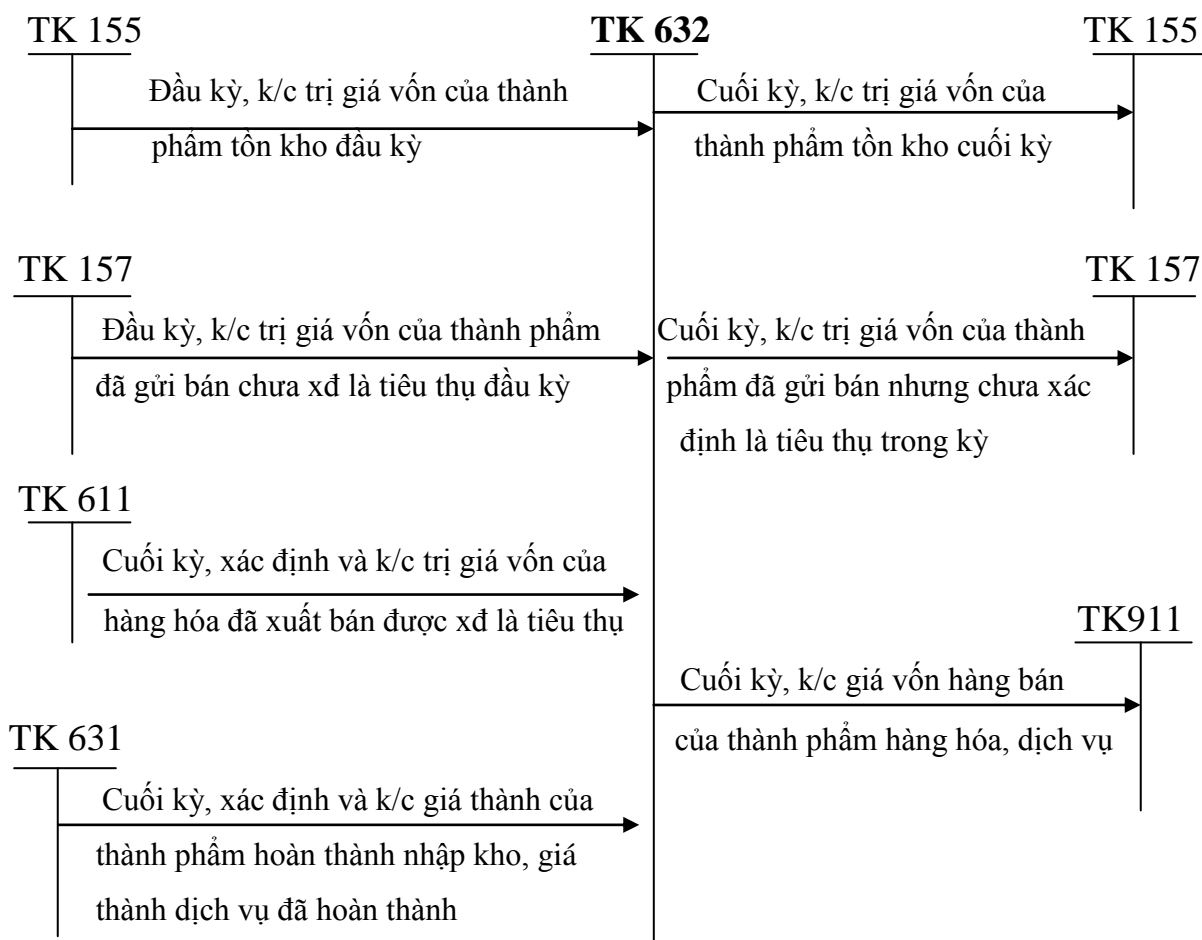 TK 155
TK 632
TK 155
Đầu kỳ, k/c trị giá vốn của thành
phẩm tồn kho đầu kỳ
Cuối kỳ, k/c trị giá vốn của
thành phẩm tồn kho cuối kỳ
TK 157
TK 157
Đầu kỳ, k/c trị giá vốn của thành phẩm
đã gửi bán chưa xđ là tiêu thụ đầu kỳ
Cuối kỳ, k/c trị giá vốn của thành
phẩm đã gửi bán nhưng chưa xác
định là tiêu thụ trong kỳ
TK 611
Cuối kỳ, xác định và k/c trị giá vốn của
hàng hóa đã xuất bán được xđ là tiêu thụ
TK911
Cuối kỳ, k/c giá vốn hàng bán
của thành phẩm hàng hóa, dịch vụ
TK 631
Cuối kỳ, xác định và k/c giá thành của
thành phẩm hoàn thành nhập kho, giá
thành dịch vụ đã hoàn thành